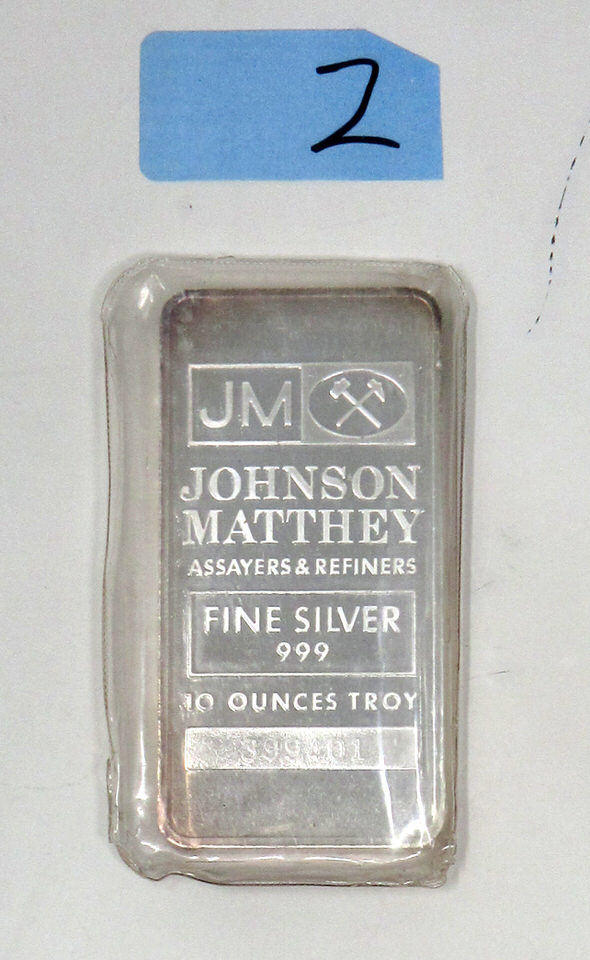 2
JM
JOHNSON
MATTHEY
ASSAYERS & REFINERS
FINE SILVER
999
10 OUNCES TROY